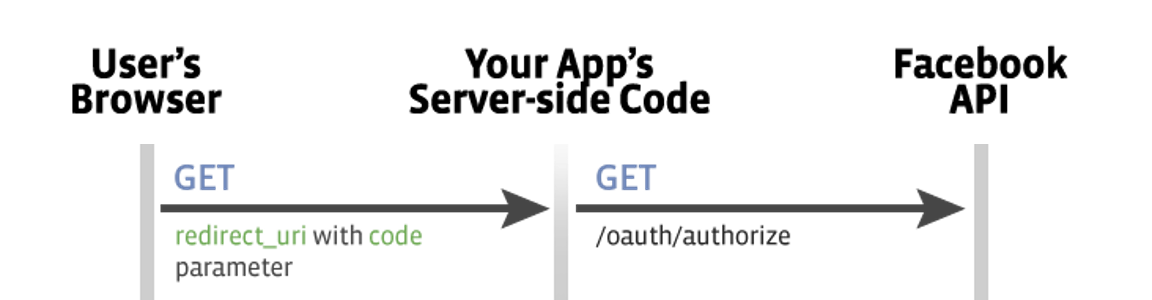 User's
Browser
Your App's
Server-side Code
Facebook
API
GET
redirect_uri with code
parameter
GET
/oauth/authorize